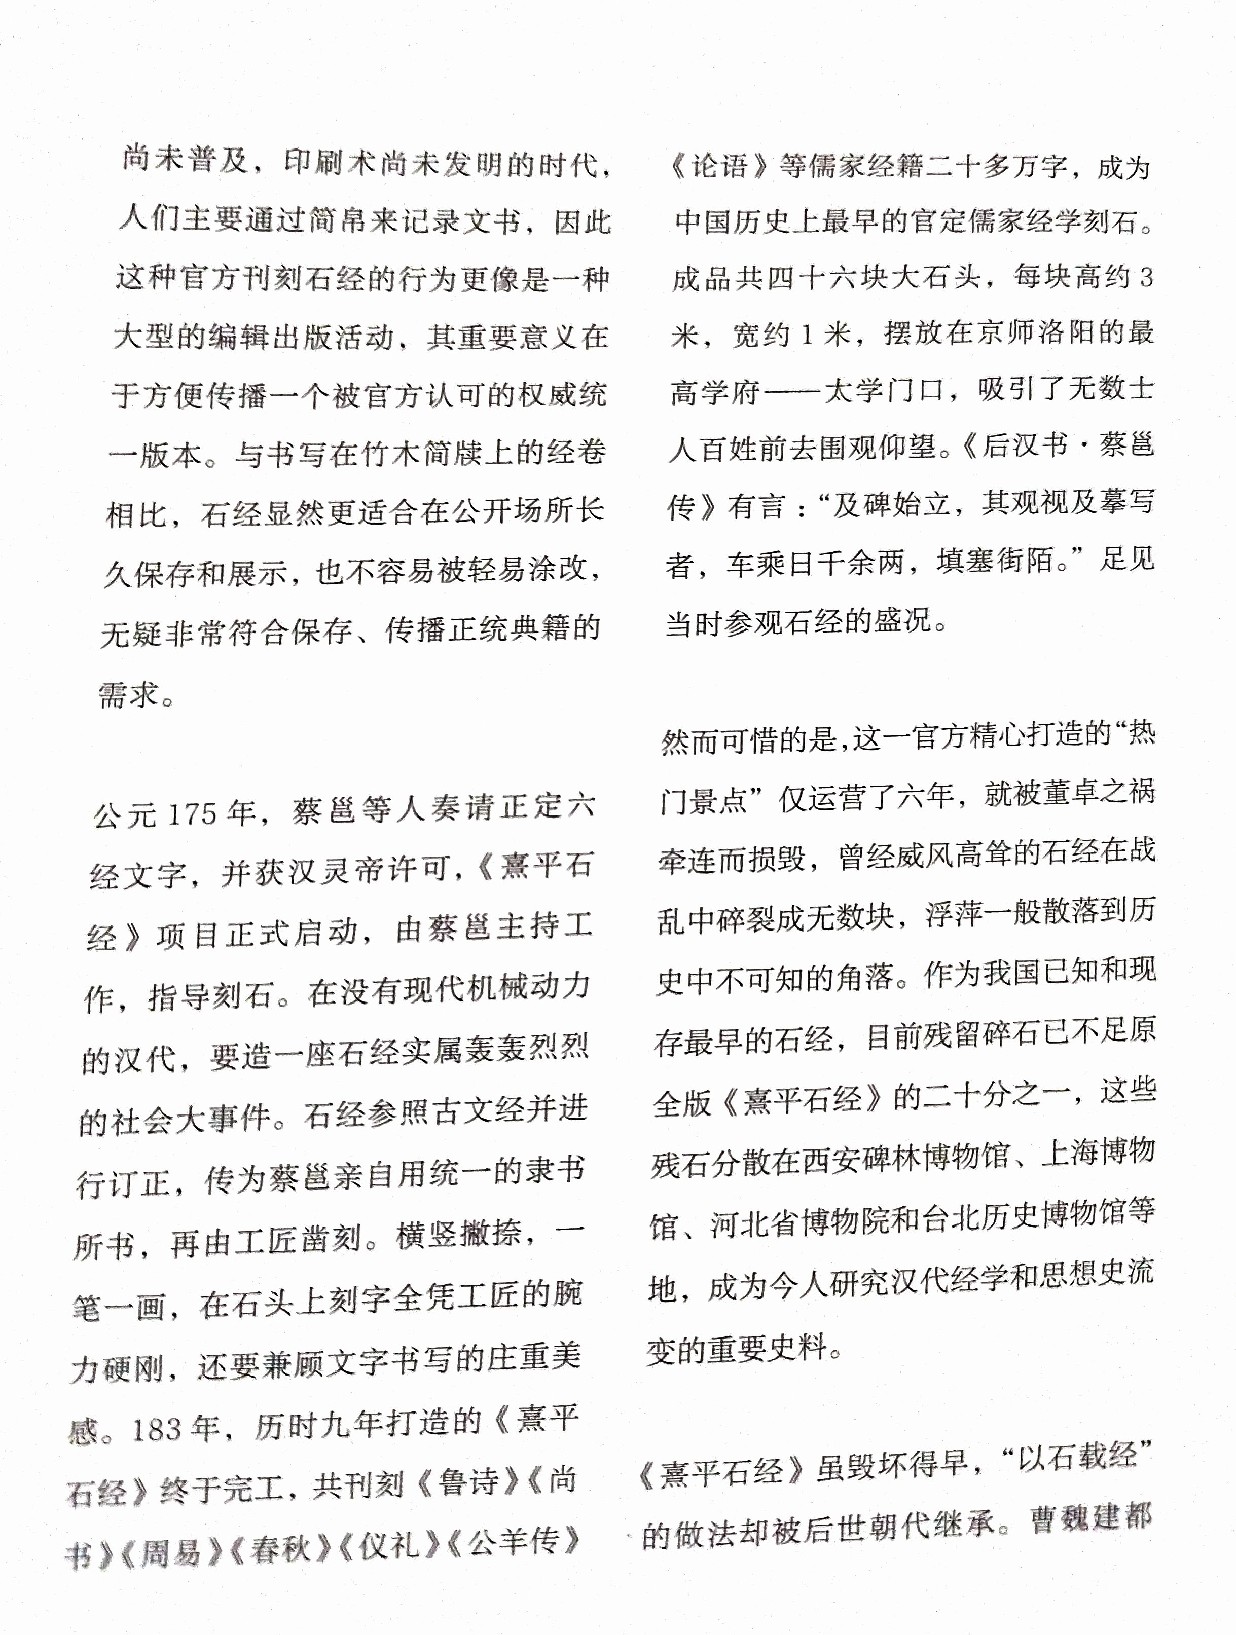 尚未普及，印刷术尚未发明的时代，
人们主要通过简帛来记录文书，因此
这种官方刊刻石经的行为更像是一种
大型的编辑出版活动，其重要意义在
于方便传播一个被官方认可的权威统
一版本。与书写在竹木简牍上的经卷
相比，石经显然更适合在公开场所长
久保存和展示，也不容易被轻易涂改，
无疑非常符合保存、传播正统典籍的
需求。
公元175年，蔡邕等人奏请正定六
经文字，并获汉灵帝许可，《熹平石
经》项目正式启动，由蔡邕主持工
作，指导刻石。在没有现代机械动力
的汉代，要造一座石经实属轰轰烈烈
的社会大事件。石经参照古文经并进
行订正，传为蔡邕亲自用统一的隶书
所书，再由工匠凿刻。横竖撇捺，一
笔一画，在石头上刻字全凭工匠的腕
力硬刚，还要兼顾文字书写的庄重美
感。183年，历时九年打造的《熹平
石经》终于完工，共刊刻《鲁诗》《尚
书》《周易》《春秋》《仪礼》《公羊传》
《论语》等儒家经籍二十多万字，成为
中国历史上最早的官定儒家经学刻石。
成品共四十六块大石头，每块高约3
米，宽约1米，摆放在京师洛阳的最
高学府——太学门口，吸引了无数士
人百姓前去围观仰望。《后汉书·蔡邕
传》有言：“及碑始立，其观视及摹写
者，车乘日千余两，填塞街陌。”足见
当时参观石经的盛况。
然而可惜的是，这一官方精心打造的“热
门景点”仅运营了六年，就被董卓之祸
牵连而损毁，曾经威风高耸的石经在战
乱中碎裂成无数块，浮萍一般散落到历
史中不可知的角落。作为我国已知和现
存最早的石经，目前残留碎石已不足原
全版《熹平石经》的二十分之一，这些
残石分散在西安碑林博物馆、上海博物
馆、河北省博物院和台北历史博物馆等
地，成为今人研究汉代经学和思想史流
变的重要史料。
《熹平石经》虽毁坏得早，“以石载经”
的做法却被后世朝代继承。曹魏建都